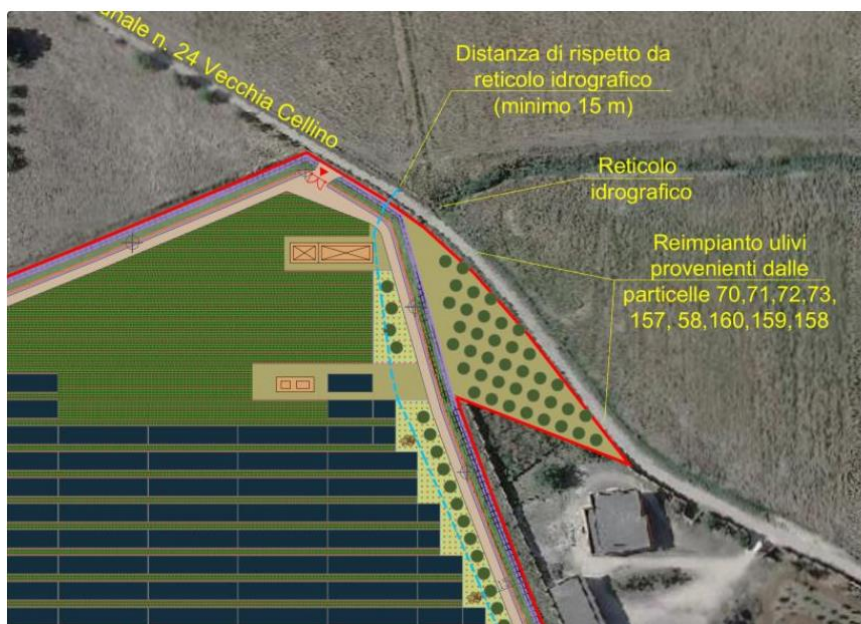 n. 24 Vecchia Cellino
Distanza di rispetto da
reticolo idrografico
(minimo 15 m)
Reticolo
idrografico
Reimpianto ulivi
provenienti dalle
particelle 70,71,72,73,
157, 58,160,159,158